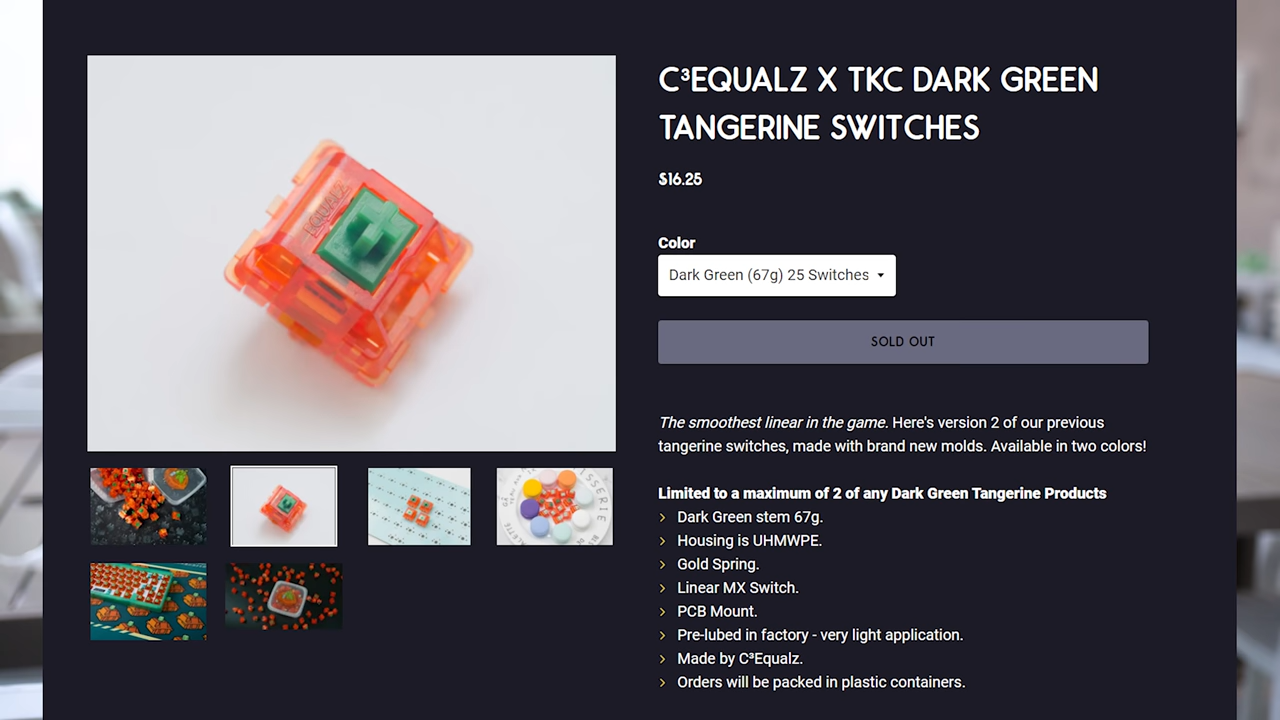 C³EQUALZ X TKC DARK GREEN
TANGERINE SWITCHES
$16.25
Color
Dark Green (67g) 25 Switches
SOLD OUT
EQUALZ
The smoothest linear in the game. Here's version 2 of our previous
tangerine switches, made with brand new molds. Available in two colors!
Limited to a maximum of 2 of any Dark Green Tangerine Products
Dark Green stem 67g.
Housing is UHMWPE.
Gold Spring.
Linear MX Switch.
PCB Mount.
Pre-lubed in factory - very light application.
Made by C³Equalz.
Orders will be packed in plastic containers.